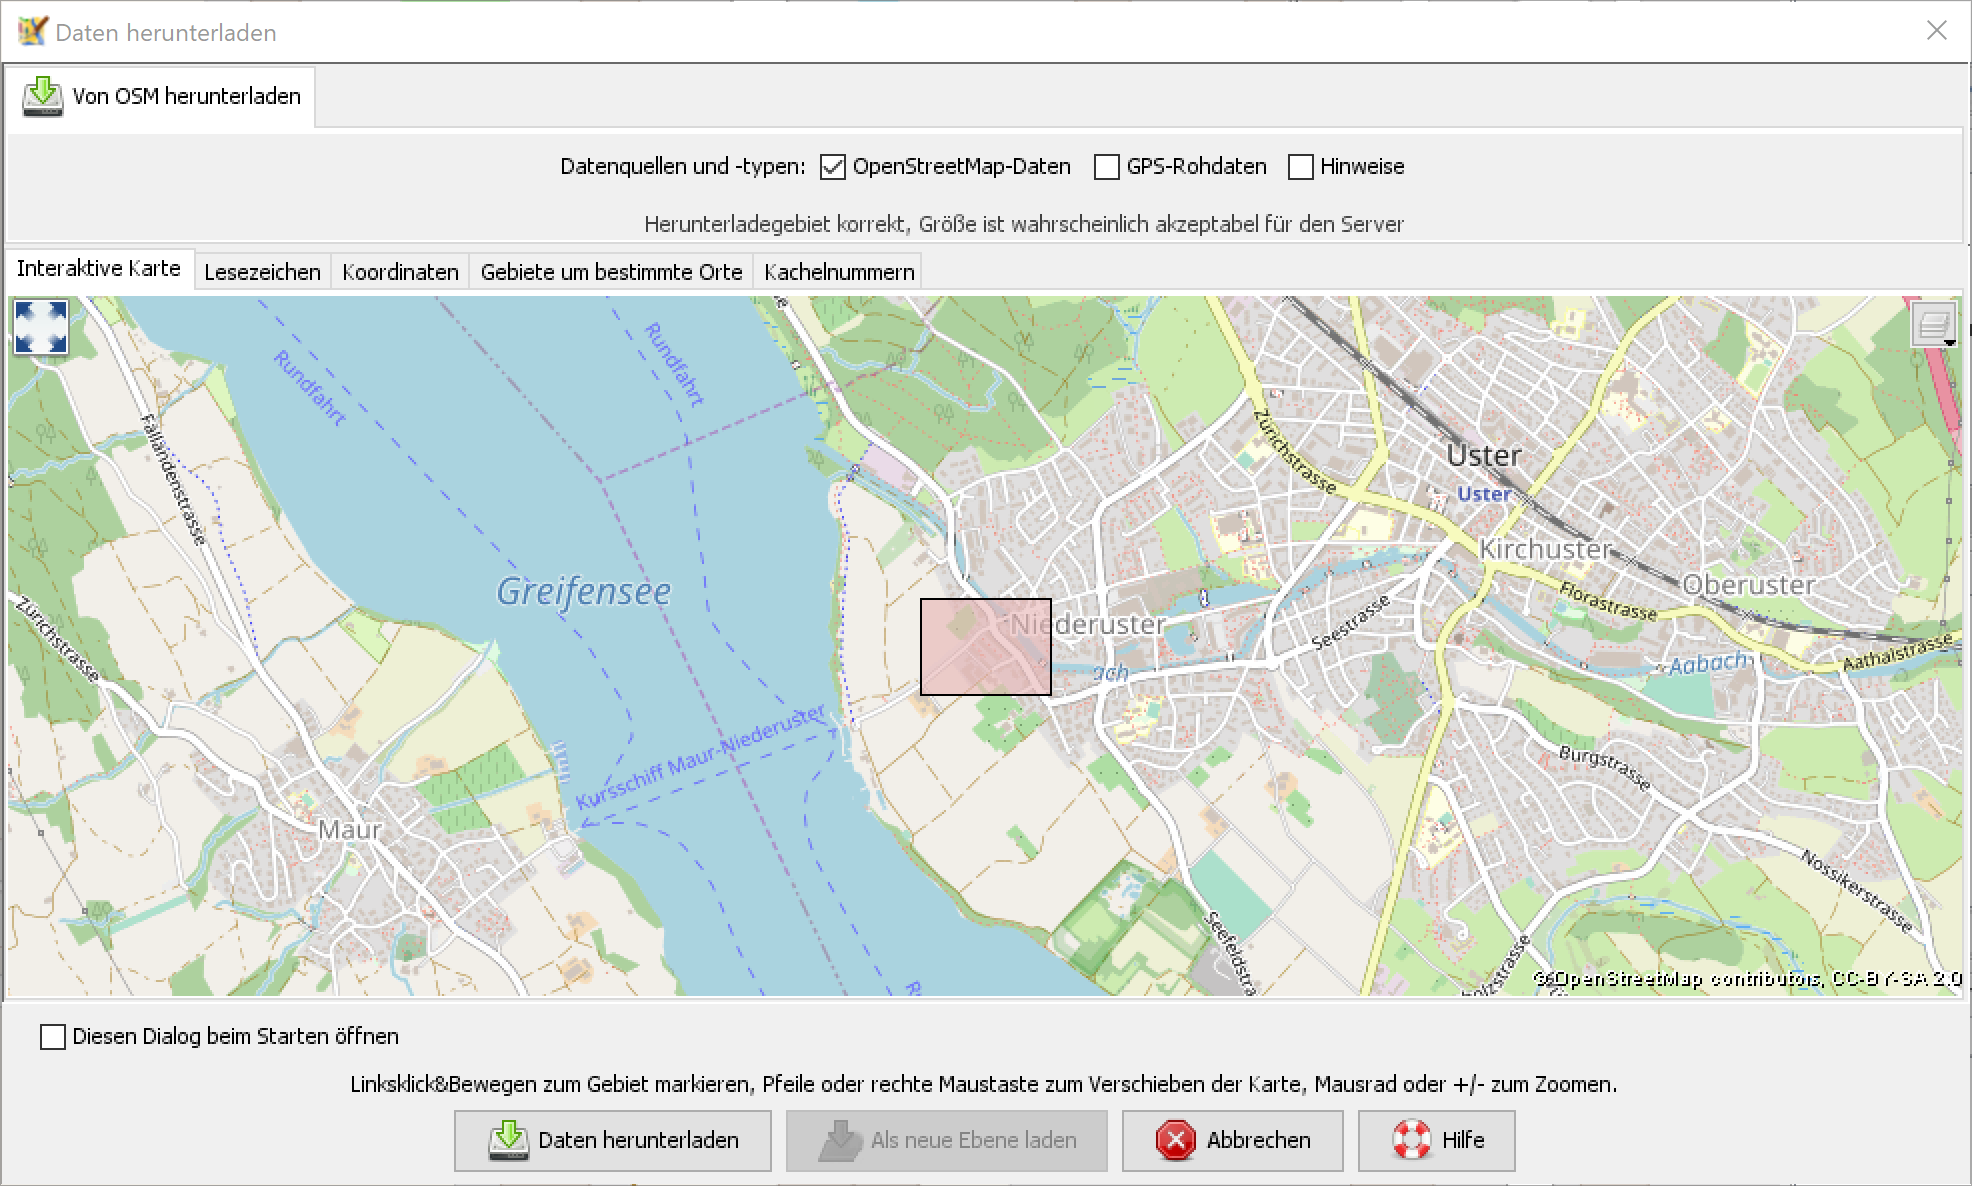 Daten herunterladen
Von OSM herunterladen
Datenquellen und -typen: OpenStreetMap-Daten GPS-Rohdaten Hinweise
Herunterladegebiet korrekt, Größe ist wahrscheinlich akzeptabel für den Server
Interaktive Karte Lesezeichen Koordinaten Gebiete um bestimmte Orte Kachelnummern
Rundfahrt
Rundfahrt
Fällandenstrasse
Zürichstrasse
Uster
Uster
Kirchuster
Oberuster
Zürichstrasse
Greifensee
Florastrasse
Niederuster
Seestrasse
Aathalstrasse
Aabach
ach
Kursschiff Maur-Niederuster
Burgstrasse
Maur
Nossikerstrasse
Seefeldstra
holzstrasse
R
© OpenStreetMap contributors, CC-BY-SA 2.0
Diesen Dialog beim Starten öffnen
Linksklick&Bewegen zum Gebiet markieren, Pfeile oder rechte Maustaste zum Verschieben der Karte, Mausrad oder +/- zum Zoomen.
Daten herunterladen Als neue Ebene laden Abbrechen Hilfe